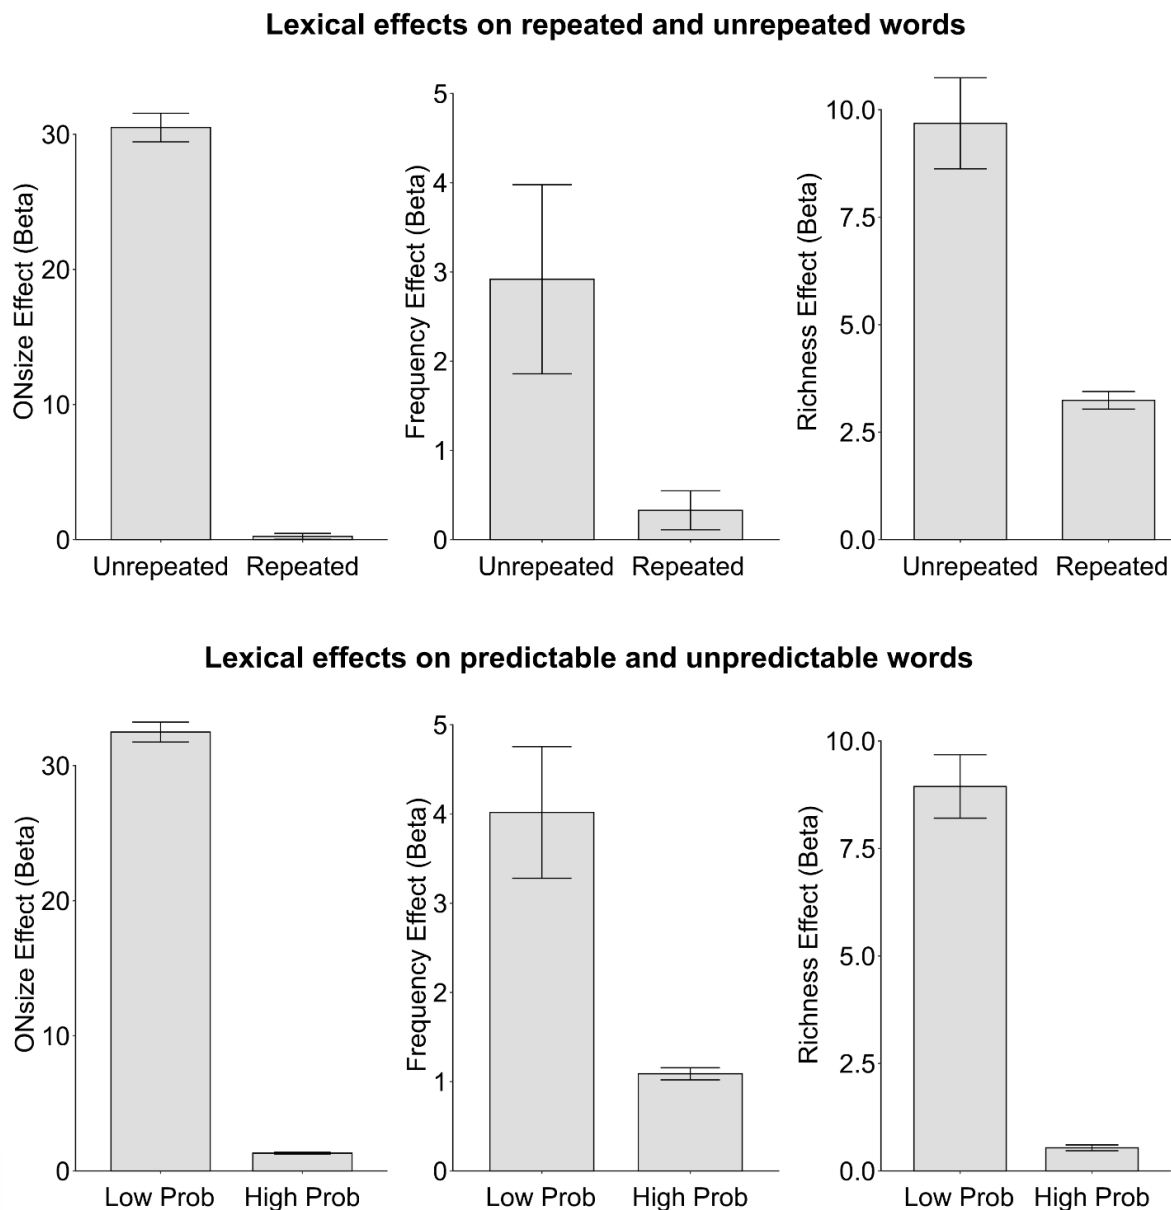 Lexical effects on repeated and unrepeated words
ONsize Effect (Beta)
30
20
10
0
Unrepeated Repeated
Frequency Effect (Beta)
5
4
3
2
1
0
Unrepeated Repeated
Richness Effect (Beta)
10.0
7.5
5.0
2.5
0.0
Unrepeated Repeated
Lexical effects on predictable and unpredictable words
ONsize Effect (Beta)
30
20
10
0
Low Prob High Prob
Frequency Effect (Beta)
5
4
3
2
1
0
Low Prob High Prob
Richness Effect (Beta)
10.0
7.5
5.0
2.5
0.0
Low Prob High Prob